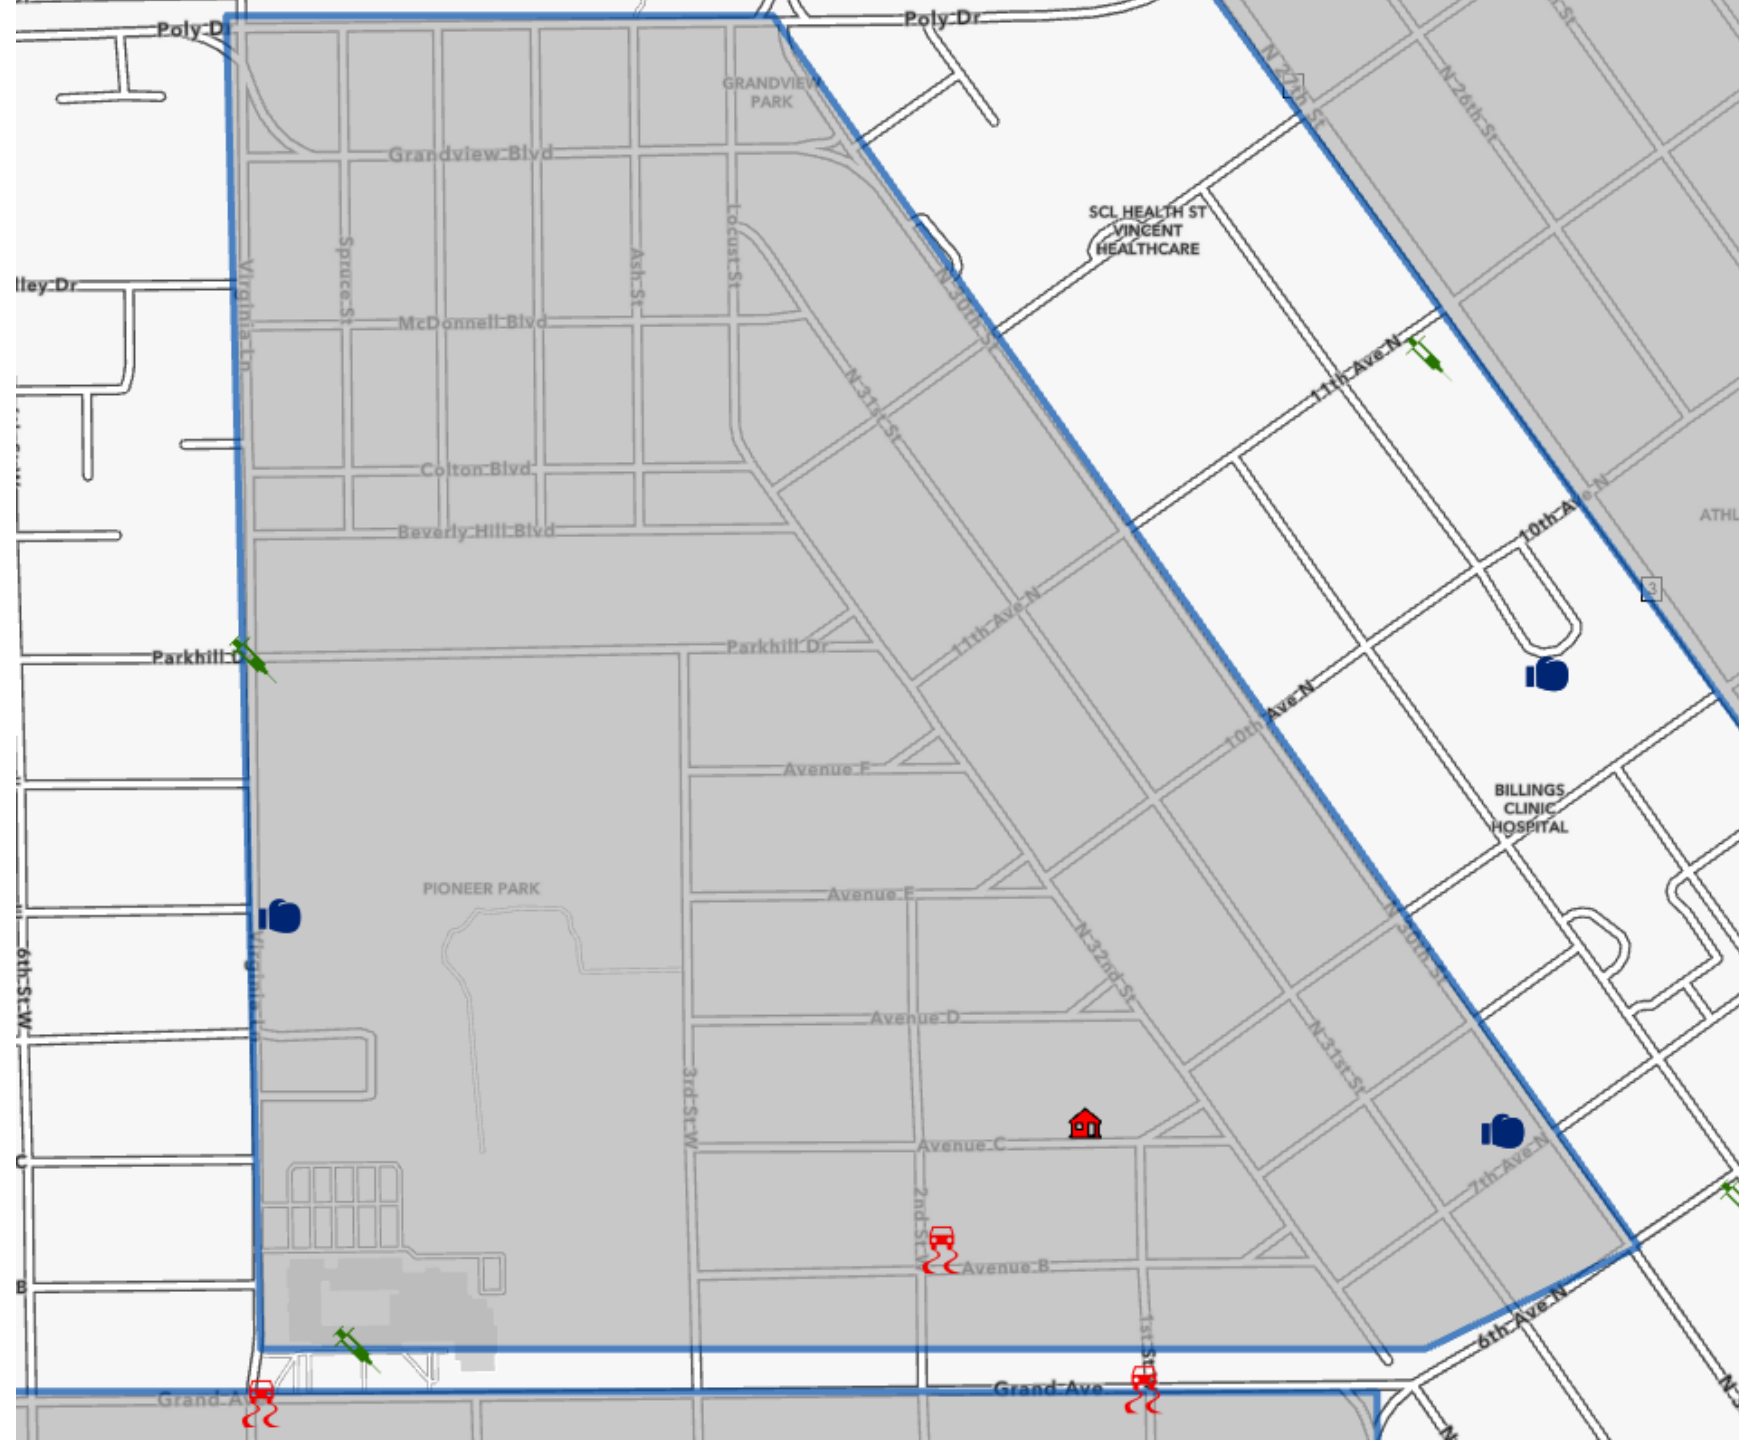 Poly Dr
Poly Dr
GRANDVIEW
PARK
N 27th St
N 26th St
Grandview Blvd
SCL HEALTH ST
VINCENT
HEALTHCARE
Locust St
Spruce St
Ash St
Virginia Ln
lley Dr
N 30th St
McDonnell Blvd
11th Ave N
N 31st St
Colton Blvd
10th Ave N
Beverly Hill Blvd
ATHL
3
11th Ave N
Parkhill D
Parkhill Dr
10th Ave N
Avenue F
BILLINGS
CLINIC
HOSPITAL
PIONEER PARK
Avenue E
N 30th St
N 32nd St
Virginia Ln
6th St W
Avenue D
N 31st St
3rd St W
Avenue C
7th Ave N
C
2nd St W
Avenue B
B
6th Ave N
1st St
Grand Av
Grand Ave
N